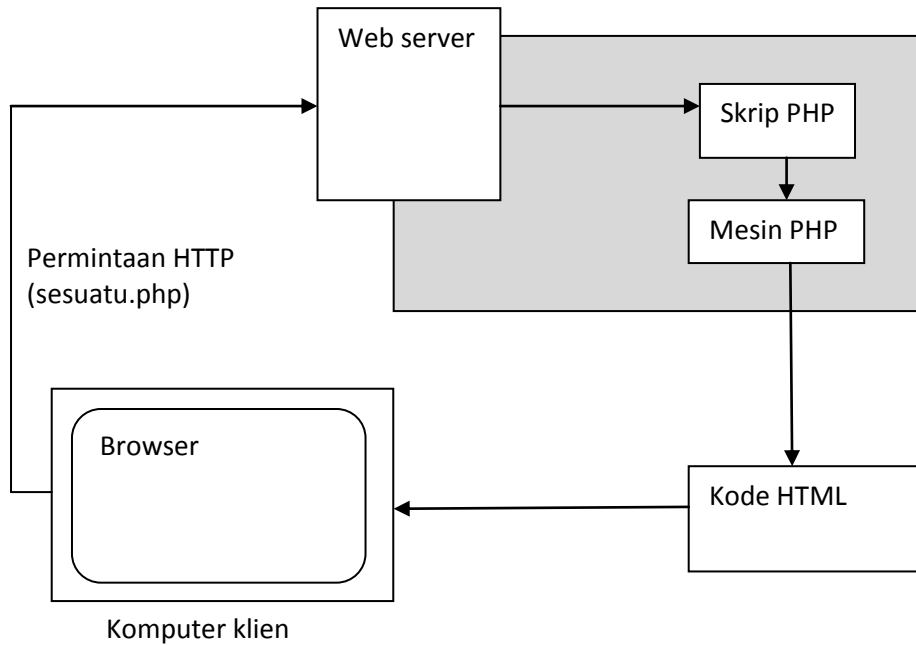 Web server
Skrip PHP
Mesin PHP
Permintaan HTTP
(sesuatu.php)
Browser
Kode HTML
Komputer klien